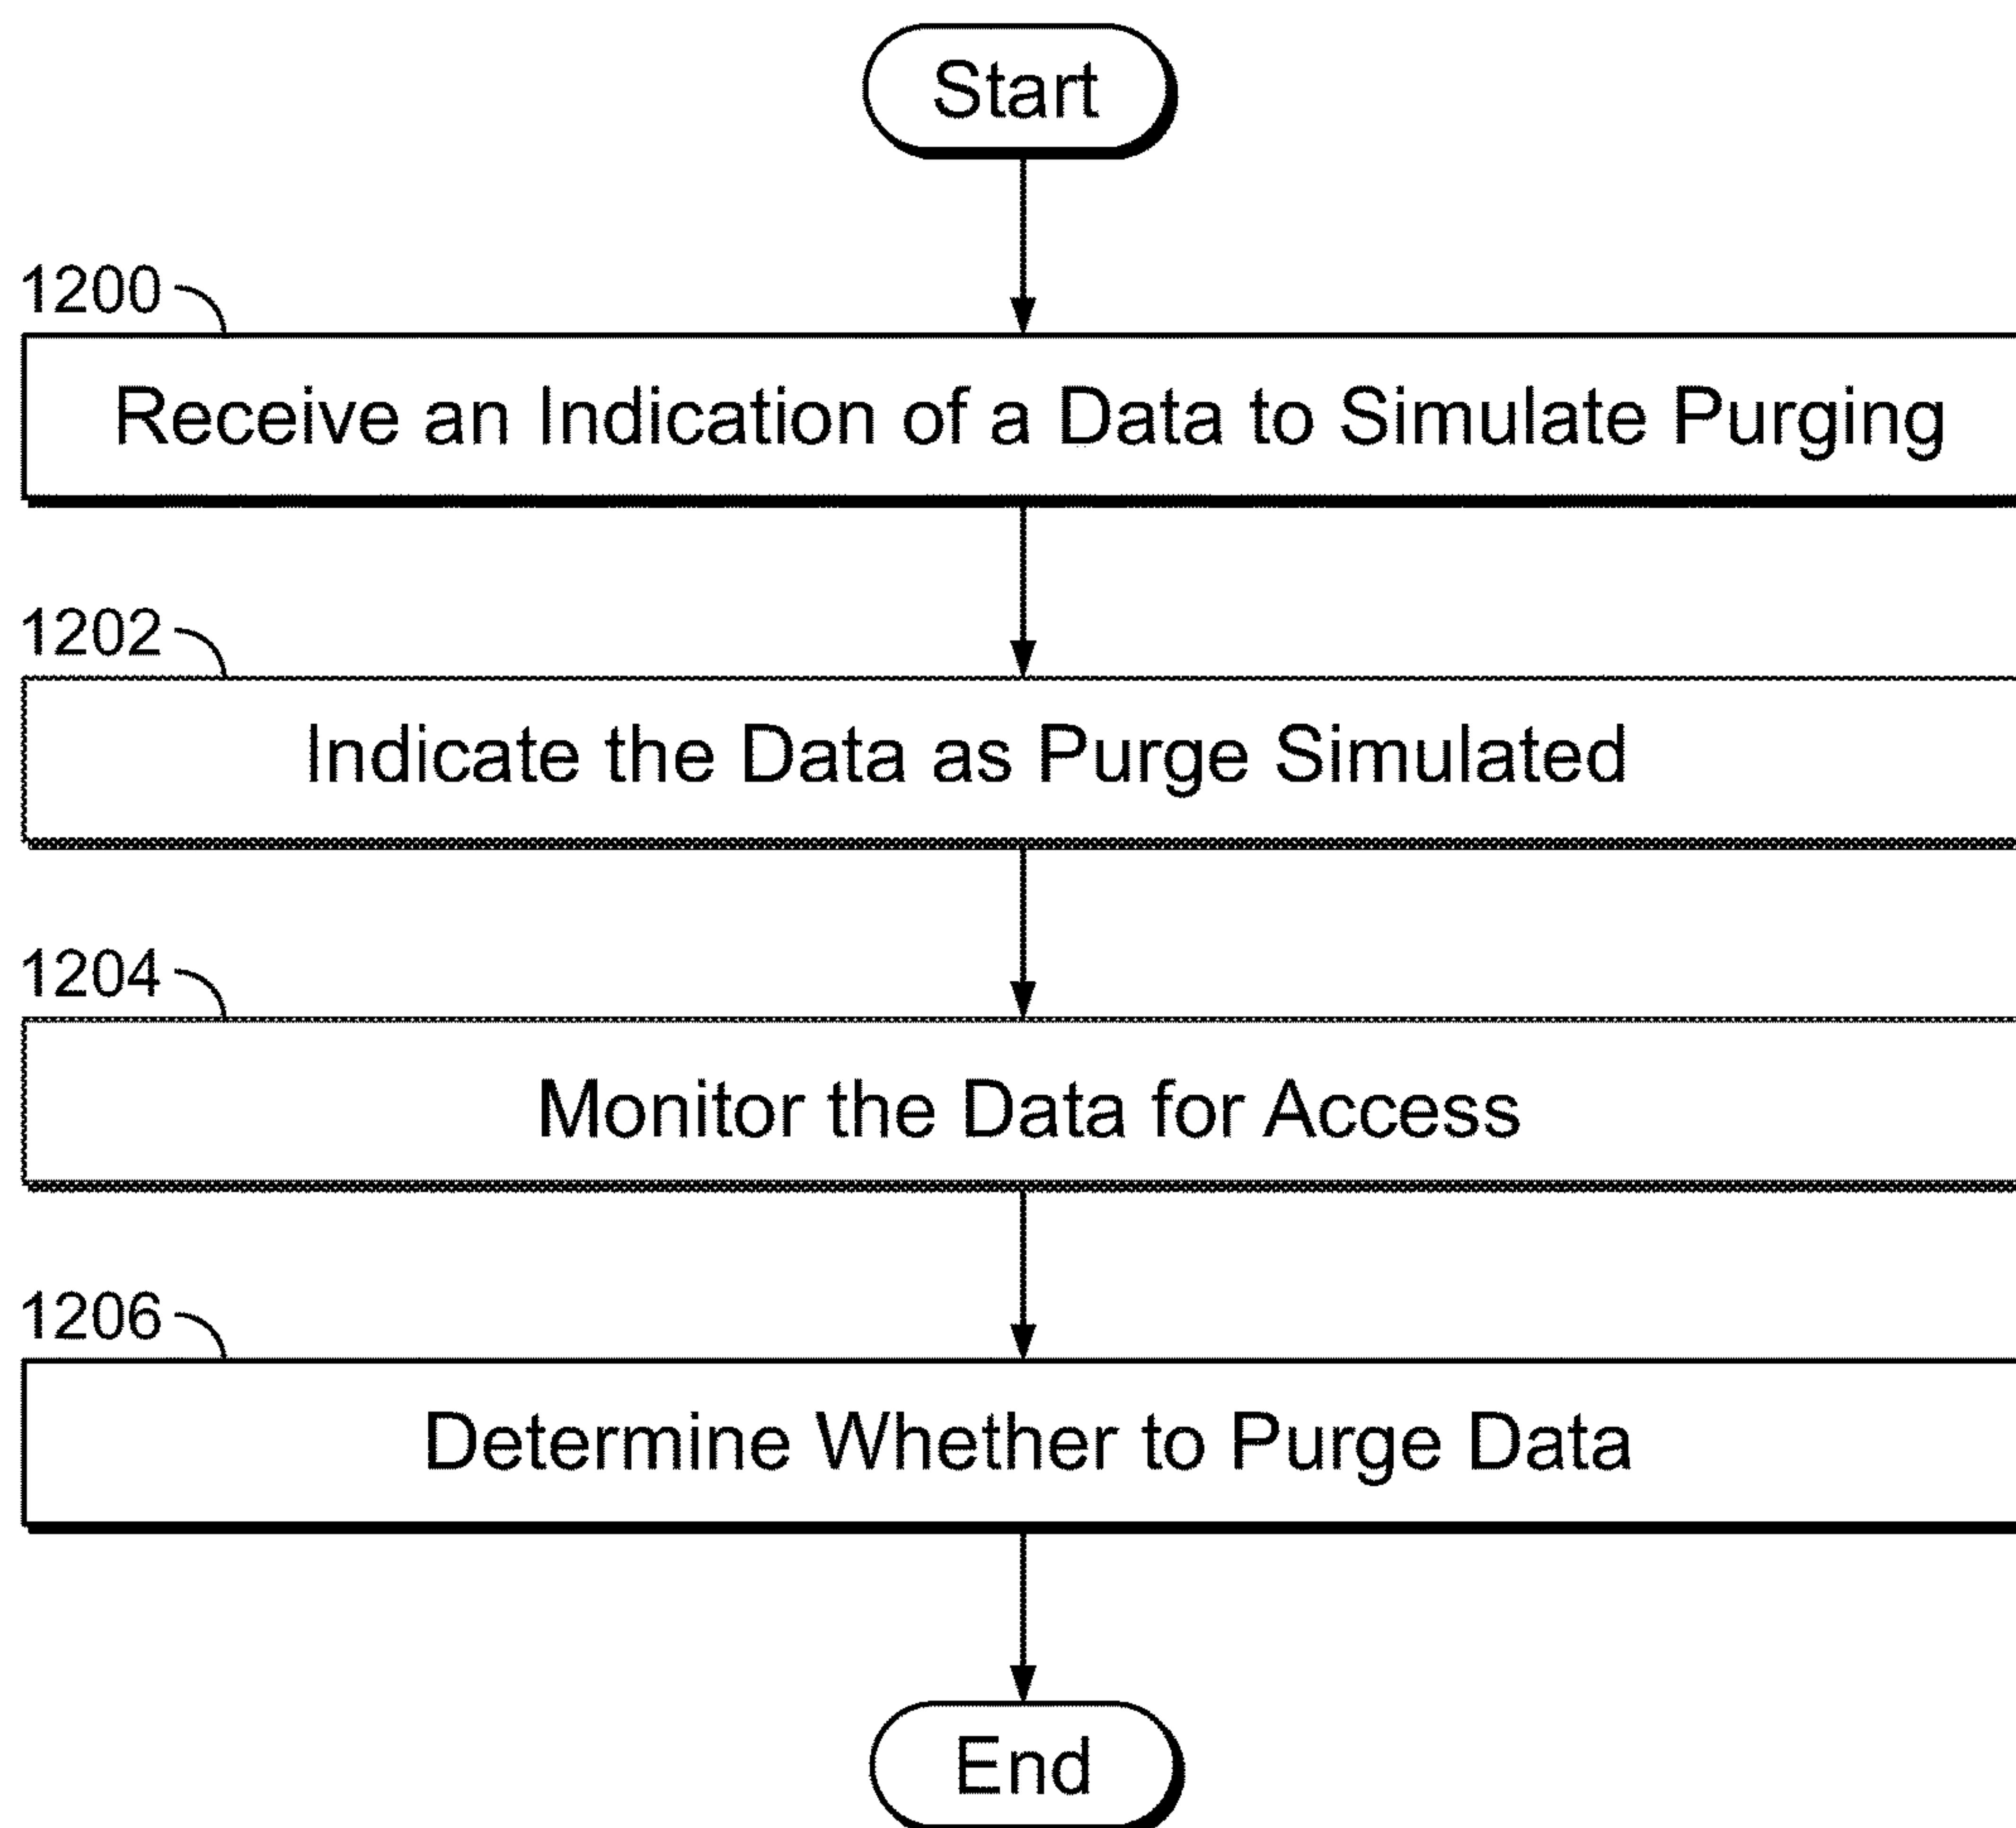 Start
1200
Receive an Indication of a Data to Simulate Purging
1202
Indicate the Data as Purge Simulated
1204
Monitor the Data for Access
1206
Determine Whether to Purge Data
End